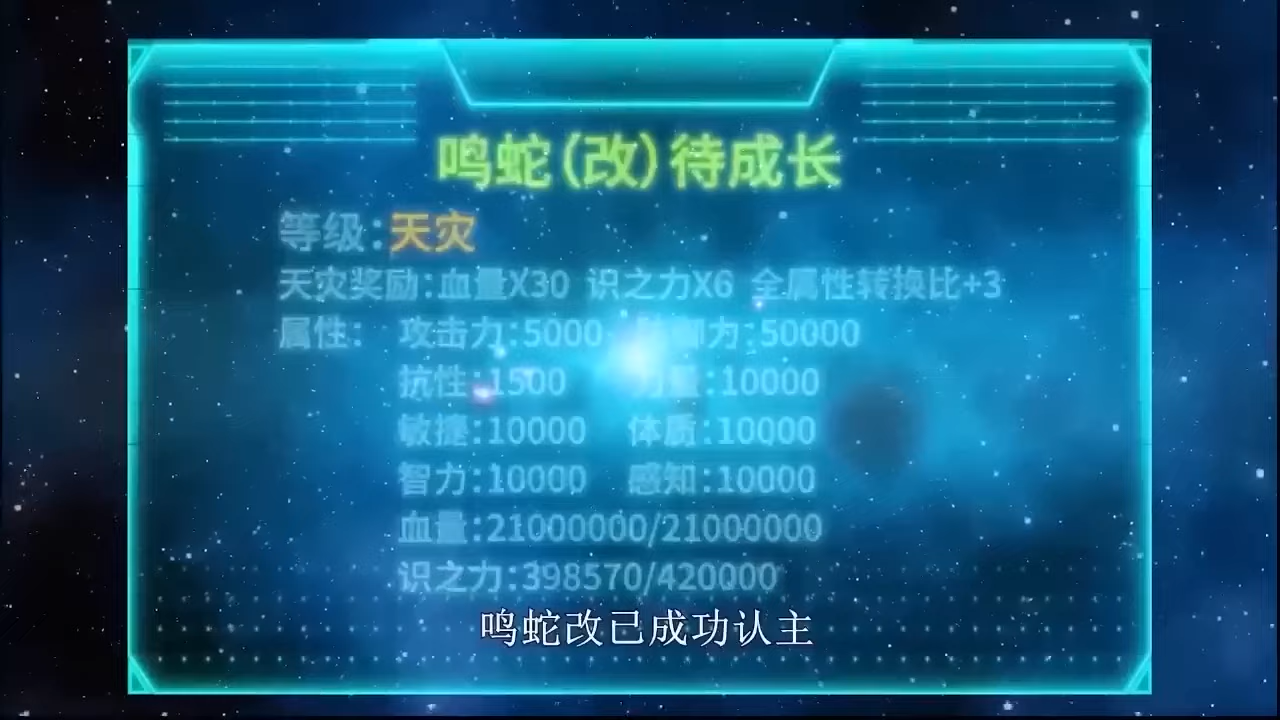 鸣蛇(改)待成长
等级:天灾
天灾奖励:血量X30 识之力X6 全属性转换比+3
属性: 攻击力:5000 防御力:50000
抗性:1500 力量:10000
敏捷:10000 体质:10000
智力:10000 感知:10000
血量:21000000/21000000
识之力:398570/420000
鸣蛇改已成功认主